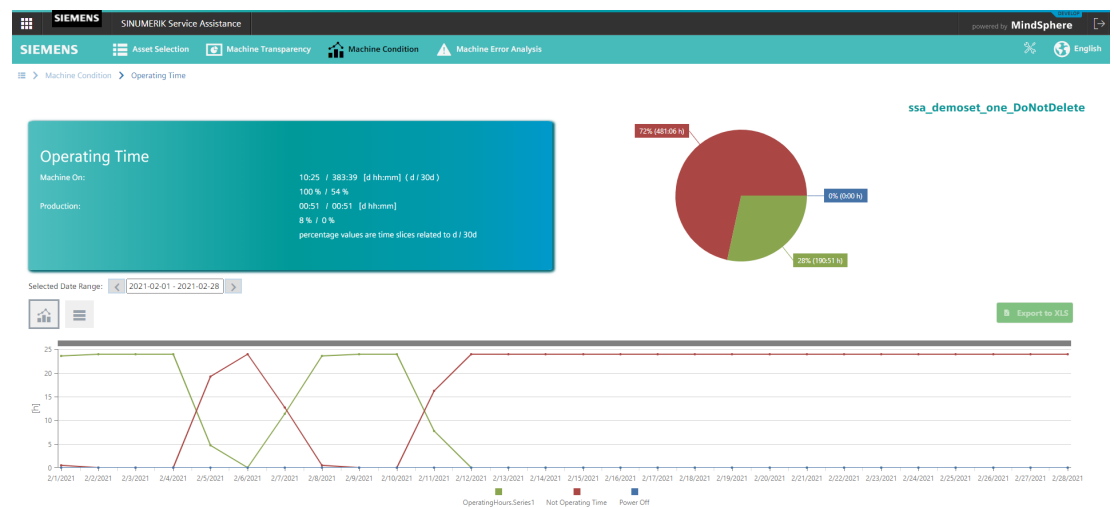 SIEMENS SINUMERIK Service Assistance powered by MindSphere
SIEMENS Asset Selection Machine Transparency Machine Condition Machine Error Analysis English
Machine Condition Operating Time
ssa_demoset_one_DoNotDelete
Operating Time
Machine On: 10:25 / 383:39 [d hh:mm] ( d / 30d )
100 % / 54 %
Production: 00:51 / 00:51 [d hh:mm]
8 % / 0 %
percentage values are time slices related to d / 30d
72% (481:06 h)
0% (0:00 h)
28% (190:51 h)
Selected Date Range: 2021-02-01 - 2021-02-28
Export to XLS
25
20
15
10
5
0
[h]
2/1/2021 2/2/2021 2/3/2021 2/4/2021 2/5/2021 2/6/2021 2/7/2021 2/8/2021 2/9/2021 2/10/2021 2/11/2021 2/12/2021 2/13/2021 2/14/2021 2/15/2021 2/16/2021 2/17/2021 2/18/2021 2/19/2021 2/20/2021 2/21/2021 2/22/2021 2/23/2021 2/24/2021 2/25/2021 2/26/2021 2/27/2021 2/28/2021
OperatingHours.Series1 Not Operating Time Power Off